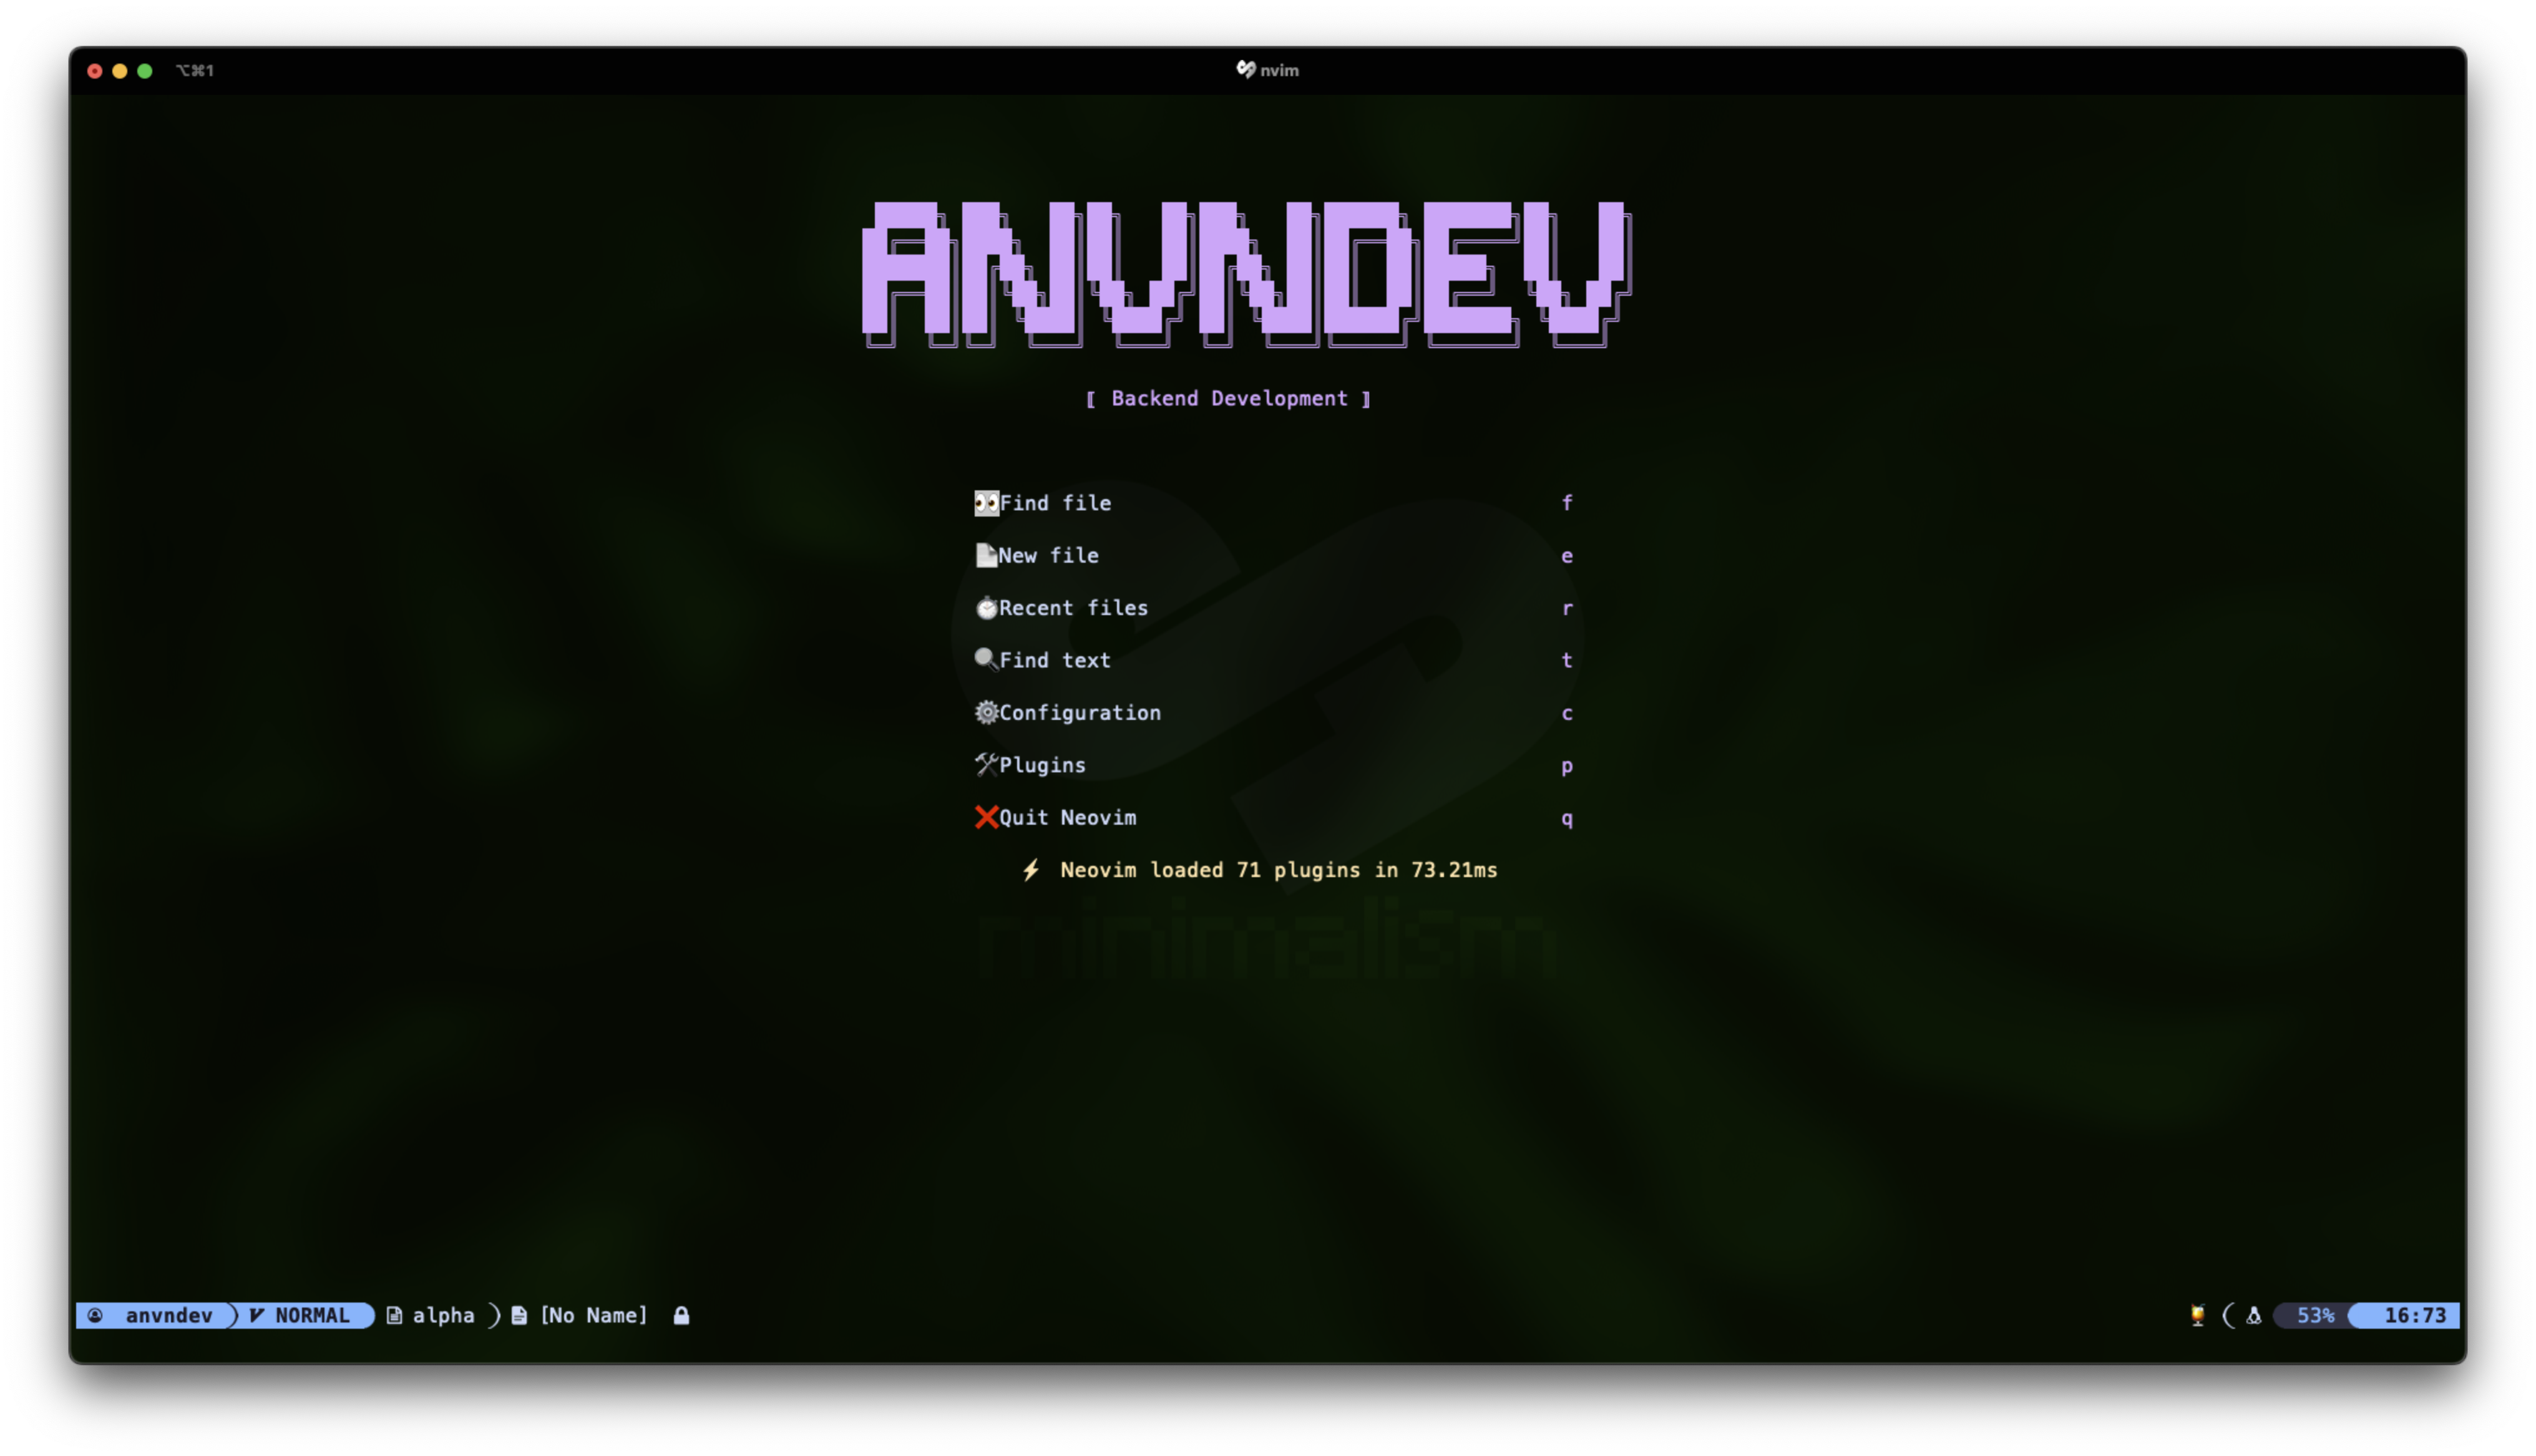 ⌥⌘1
nvim
ANVNDEV
[ Backend Development ]
Find file f
New file e
Recent files r
Find text t
Configuration c
Plugins p
Quit Neovim q
⚡ Neovim loaded 71 plugins in 73.21ms
minimalism
anvndev NORMAL alpha [No Name] 53% 16:73